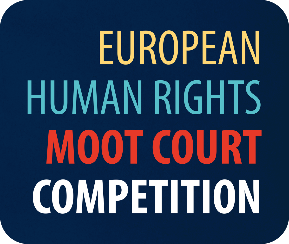 EUROPEAN
HUMAN RIGHTS
MOOT COURT
COMPETITION